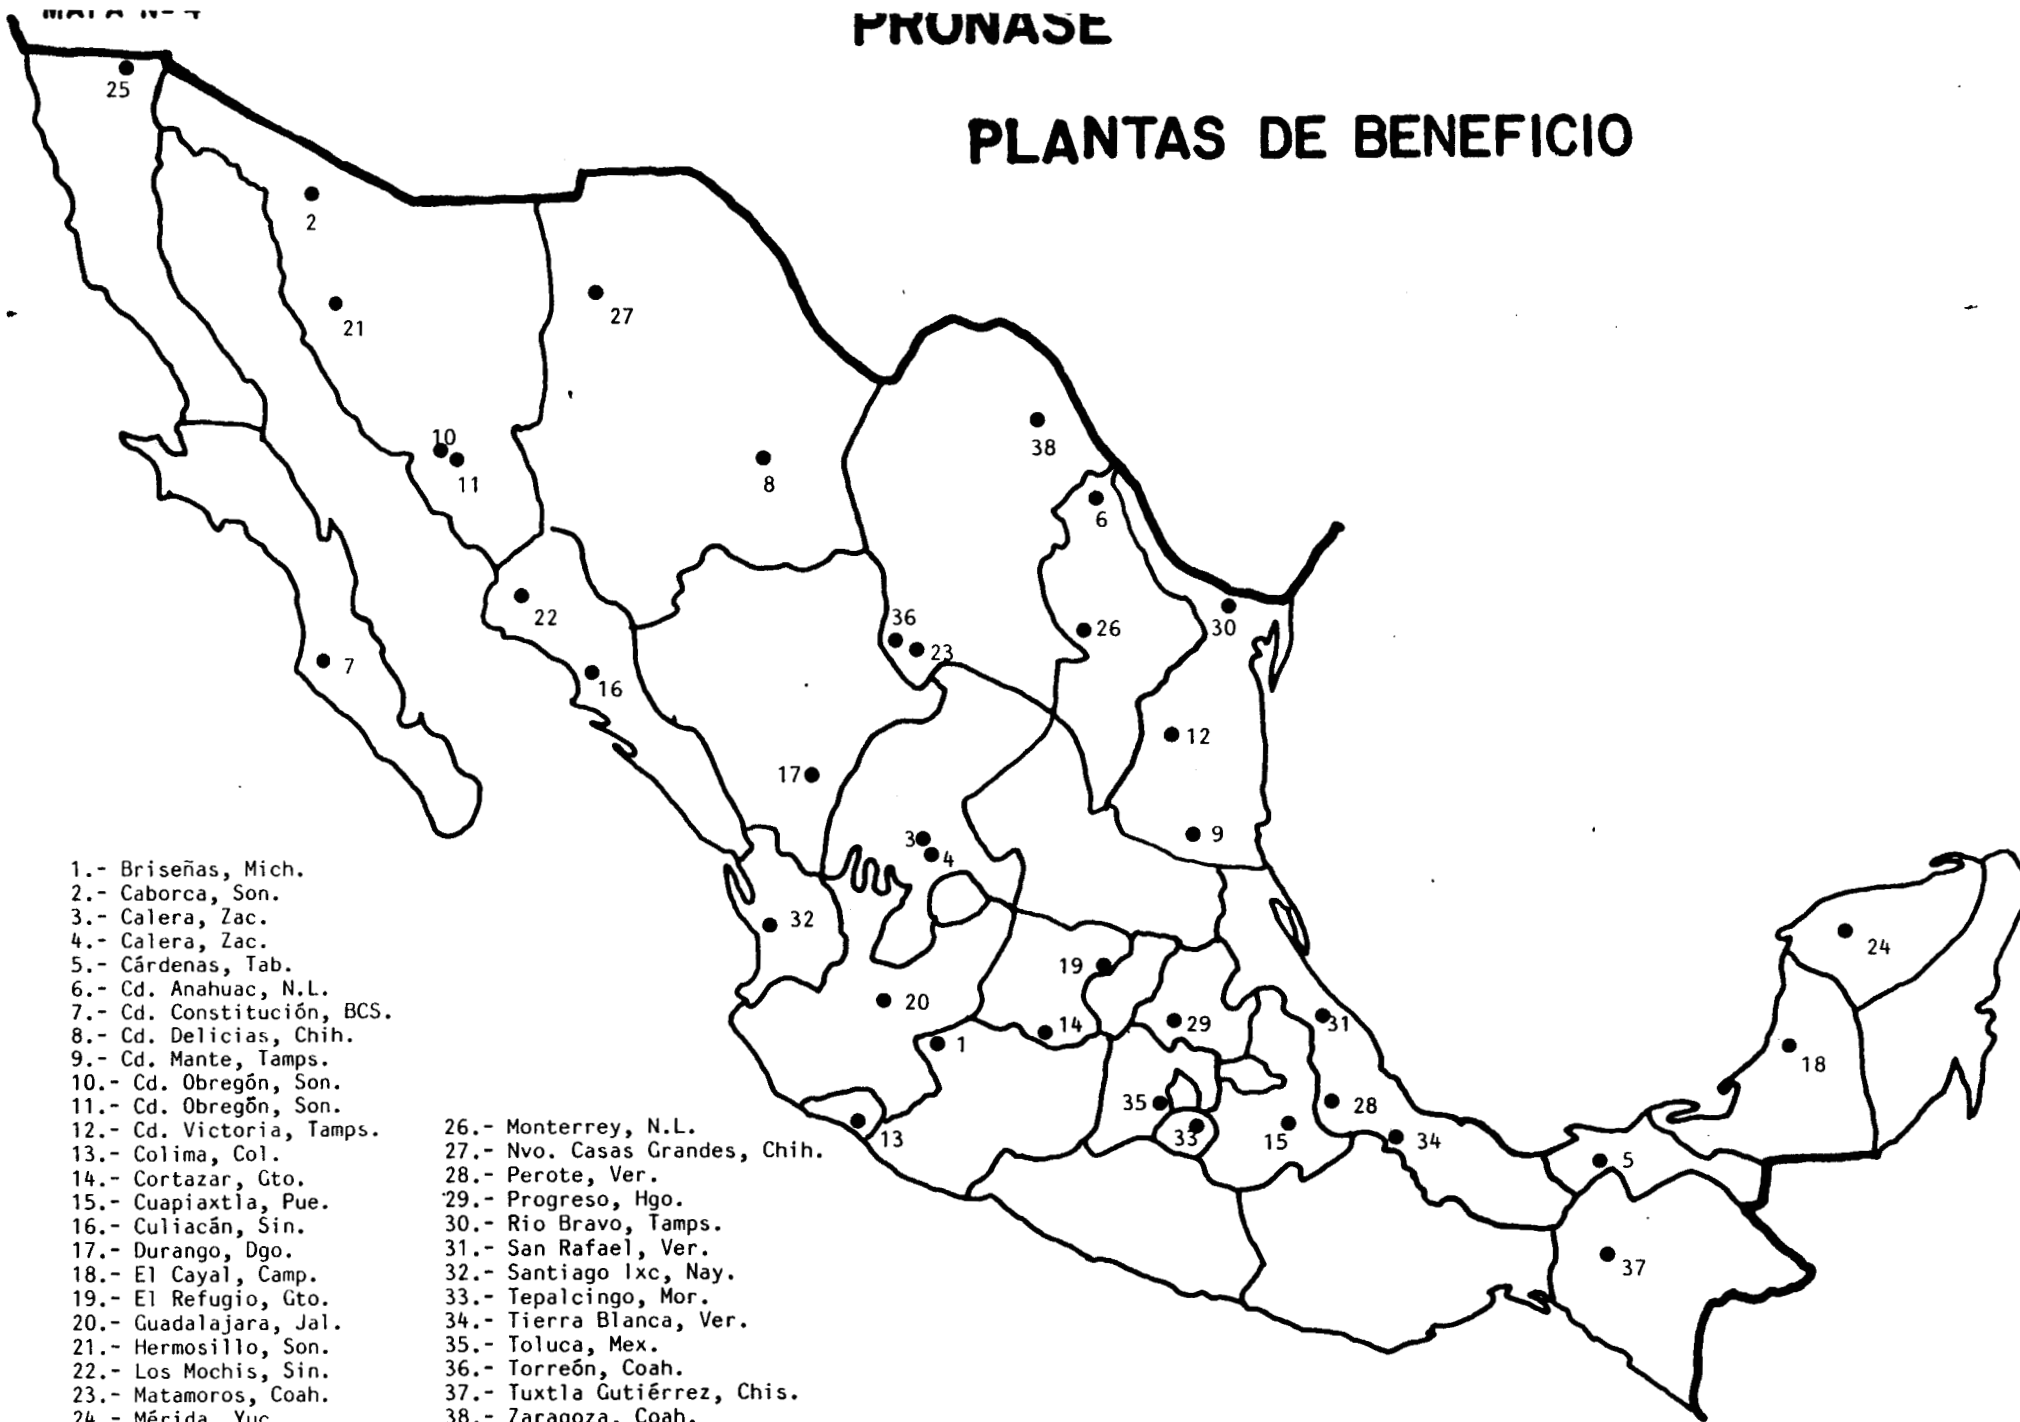 MAPA Nº 4
PRONASE
PLANTAS DE BENEFICIO
25
2
21
27
10
11
8
38
6
22
36
23
26
30
7
16
12
17
3
4
9
32
19
20
14
29
31
1
24
18
35
33
15
28
34
13
5
37
1.- Briseñas, Mich.
2.- Caborca, Son.
3.- Calera, Zac.
4.- Calera, Zac.
5.- Cárdenas, Tab.
6.- Cd. Anahuac, N.L.
7.- Cd. Constitución, BCS.
8.- Cd. Delicias, Chih.
9.- Cd. Mante, Tamps.
10.- Cd. Obregón, Son.
11.- Cd. Obregõn, Son.
12.- Cd. Victoria, Tamps.
13.- Colima, Col.
14.- Cortazar, Gto.
15.- Cuapiaxtla, Pue.
16.- Culiacán, Sin.
17.- Durango, Dgo.
18.- El Cayal, Camp.
19.- El Refugio, Gto.
20.- Guadalajara, Jal.
21.- Hermosillo, Son.
22.- Los Mochis, Sin.
23.- Matamoros, Coah.
24.- Mérida, Yuc.
26.- Monterrey, N.L.
27.- Nvo. Casas Grandes, Chih.
28.- Perote, Ver.
29.- Progreso, Hgo.
30.- Rio Bravo, Tamps.
31.- San Rafael, Ver.
32.- Santiago Ixc, Nay.
33.- Tepalcingo, Mor.
34.- Tierra Blanca, Ver.
35.- Toluca, Mex.
36.- Torreón, Coah.
37.- Tuxtla Gutiérrez, Chis.
38.- Zaragoza, Coah.